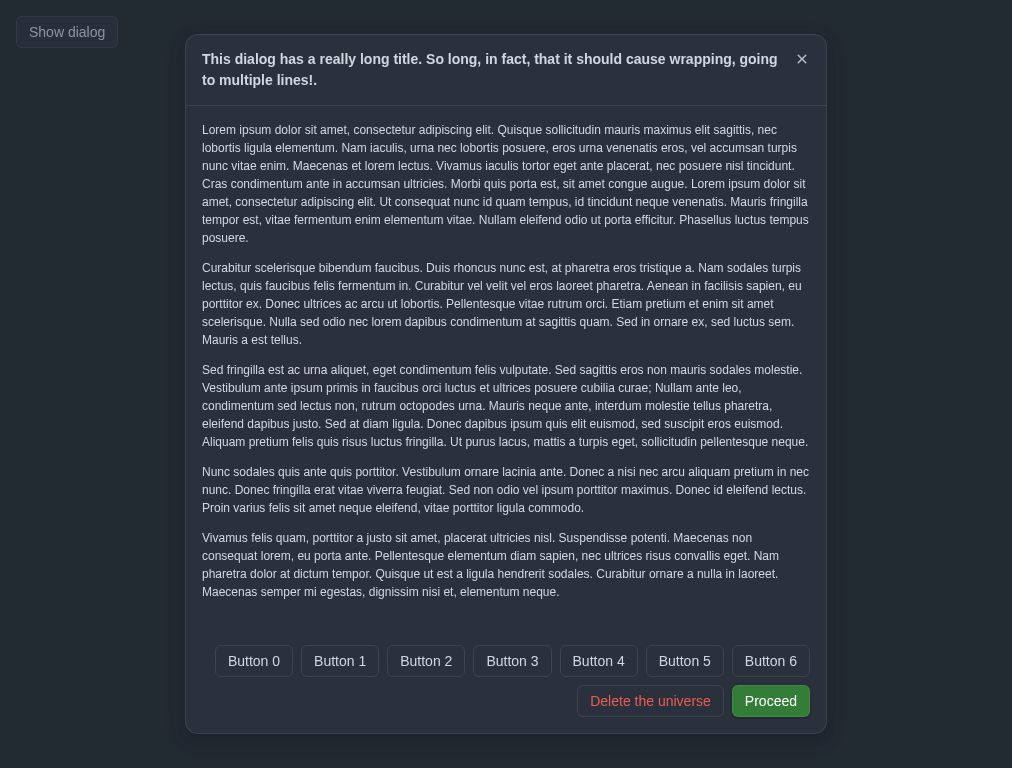 Show dialog
This dialog has a really long title. So long, in fact, that it should cause wrapping, going
to multiple lines!.
Lorem ipsum dolor sit amet, consectetur adipiscing elit. Quisque sollicitudin mauris maximus elit sagittis, nec
lobortis ligula elementum. Nam iaculis, urna nec lobortis posuere, eros urna venenatis eros, vel accumsan turpis
nunc vitae enim. Maecenas et lorem lectus. Vivamus iaculis tortor eget ante placerat, nec posuere nisl tincidunt.
Cras condimentum ante in accumsan ultricies. Morbi quis porta est, sit amet congue augue. Lorem ipsum dolor sit
amet, consectetur adipiscing elit. Ut consequat nunc id quam tempus, id tincidunt neque venenatis. Mauris fringilla
tempor est, vitae fermentum enim elementum vitae. Nullam eleifend odio ut porta efficitur. Phasellus luctus tempus
posuere.
Curabitur scelerisque bibendum faucibus. Duis rhoncus nunc est, at pharetra eros tristique a. Nam sodales turpis
lectus, quis faucibus felis fermentum in. Curabitur vel velit vel eros laoreet pharetra. Aenean in facilisis sapien, eu
porttitor ex. Donec ultrices ac arcu ut lobortis. Pellentesque vitae rutrum orci. Etiam pretium et enim sit amet
scelerisque. Nulla sed odio nec lorem dapibus condimentum at sagittis quam. Sed in ornare ex, sed luctus sem.
Mauris a est tellus.
Sed fringilla est ac urna aliquet, eget condimentum felis vulputate. Sed sagittis eros non mauris sodales molestie.
Vestibulum ante ipsum primis in faucibus orci luctus et ultrices posuere cubilia curae; Nullam ante leo,
condimentum sed lectus non, rutrum octopodes urna. Mauris neque ante, interdum molestie tellus pharetra,
eleifend dapibus justo. Sed at diam ligula. Donec dapibus ipsum quis elit euismod, sed suscipit eros euismod.
Aliquam pretium felis quis risus luctus fringilla. Ut purus lacus, mattis a turpis eget, sollicitudin pellentesque neque.
Nunc sodales quis ante quis porttitor. Vestibulum ornare lacinia ante. Donec a nisi nec arcu aliquam pretium in nec
nunc. Donec fringilla erat vitae viverra feugiat. Sed non odio vel ipsum porttitor maximus. Donec id eleifend lectus.
Proin varius felis sit amet neque eleifend, vitae porttitor ligula commodo.
Vivamus felis quam, porttitor a justo sit amet, placerat ultricies nisl. Suspendisse potenti. Maecenas non
consequat lorem, eu porta ante. Pellentesque elementum diam sapien, nec ultrices risus convallis eget. Nam
pharetra dolor at dictum tempor. Quisque ut est a ligula hendrerit sodales. Curabitur ornare a nulla in laoreet.
Maecenas semper mi egestas, dignissim nisi et, elementum neque.
Button 0 Button 1 Button 2 Button 3 Button 4 Button 5 Button 6
Delete the universe Proceed